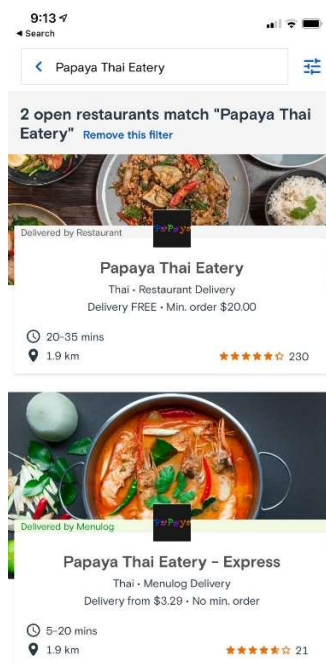 9:13
Search
Papaya Thai Eatery
2 open restaurants match "Papaya Thai
Eatery" Remove this filter
Delivered by Restaurant
PaPaya
Papaya Thai Eatery
Thai • Restaurant Delivery
Delivery FREE • Min. order $20.00
20-35 mins
1.9 km
230
Delivered by Menulog
PaPaya
Papaya Thai Eatery - Express
Thai • Menulog Delivery
Delivery from $3.29 • No min. order
5-20 mins
1.9 km
21